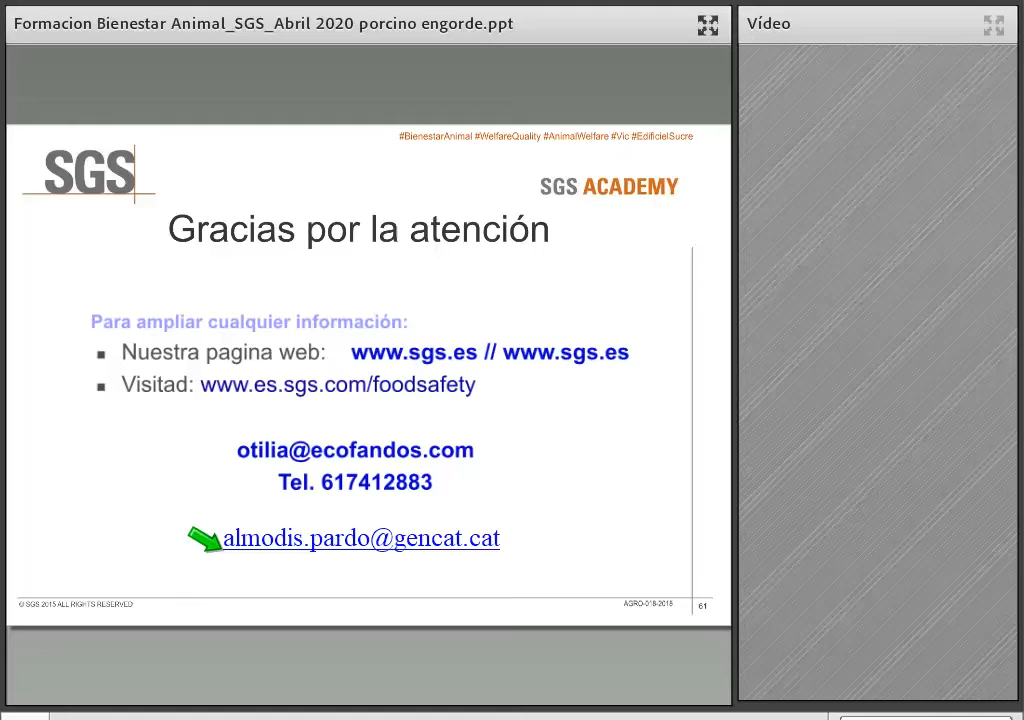 Formacion Bienestar Animal_SGS_Abril 2020 porcino engorde.ppt
Vídeo
#BienestarAnimal #WelfareQuality #AnimalWelfare #Vic #EdificielSucre
SGS
SGS ACADEMY
Gracias por la atención
Para ampliar cualquier información:
Nuestra pagina web: www.sgs.es // www.sgs.es
Visitad: www.es.sgs.com/foodsafety
otilia@ecofandos.com
Tel. 617412883
almodis.pardo@gencat.cat
© SGS 2015 ALL RIGHTS RESERVED
AGRO-018-2018
61